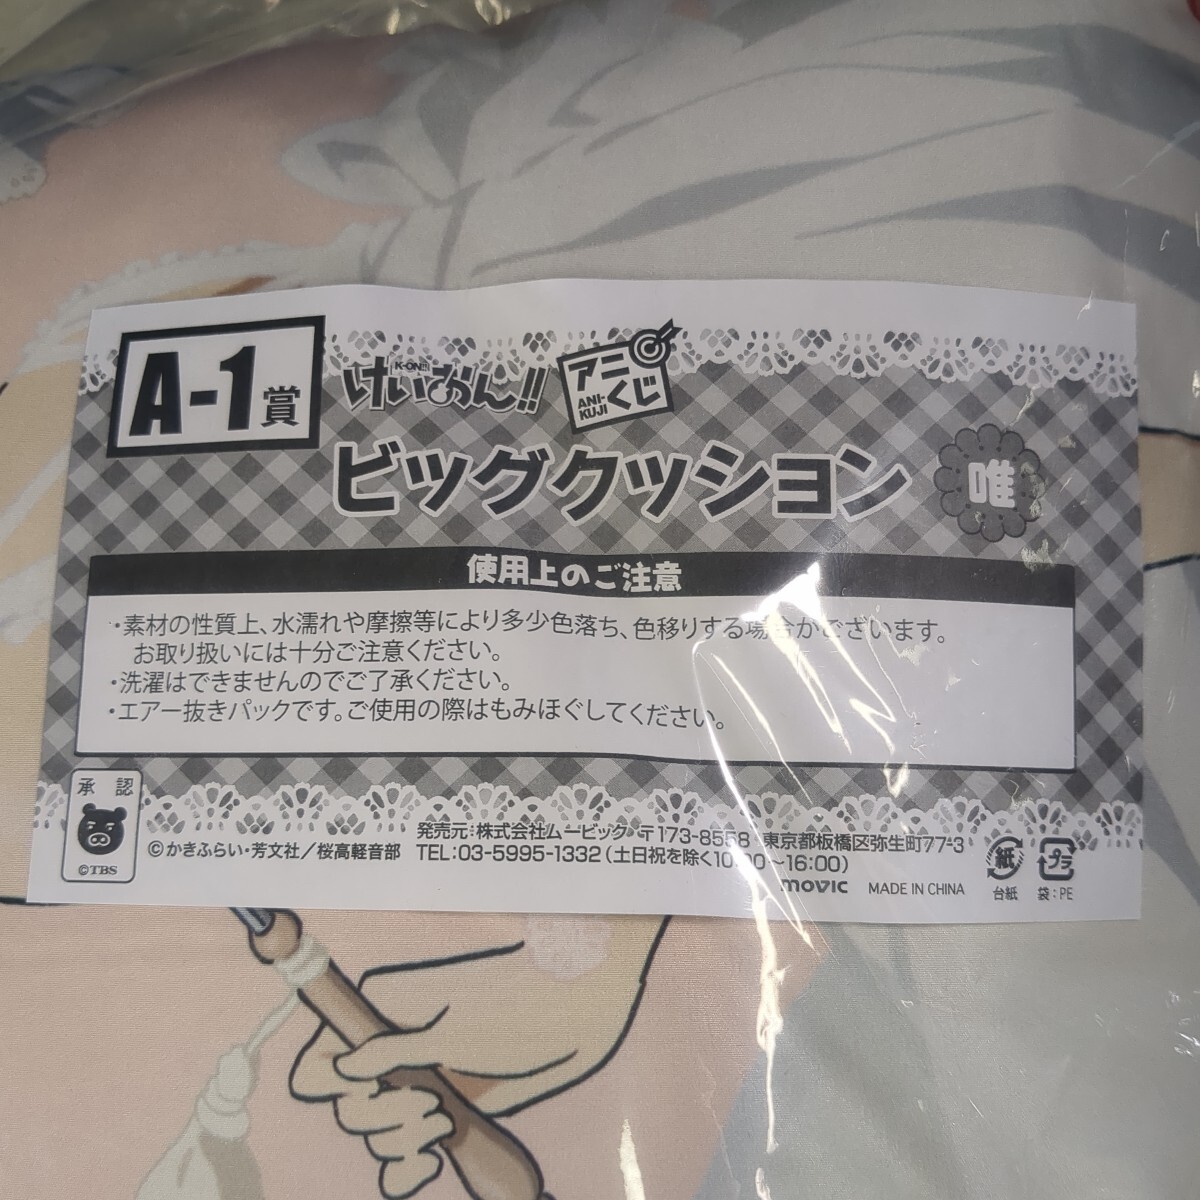 A-1賞
けいおん!!
K-ON!!
アニくじ
ANI-KUJI
ビッグクッション
唯
使用上のご注意
・素材の性質上、水濡れや摩擦等により多少色落ち、色移りする場合がございます。
お取り扱いには十分ご注意ください。
・洗濯はできませんのでご了承ください。
・エアー抜きパックです。ご使用の際はもみほぐしてください。
承認
©TBS
©かきふらい・芳文社／桜高軽音部
発売元:株式会社ムービック 〒173-8558 東京都板橋区弥生町77-3
TEL:03-5995-1332(土日祝を除く10:00〜16:00)
movic MADE IN CHINA
紙
台紙
プラ
袋:PE